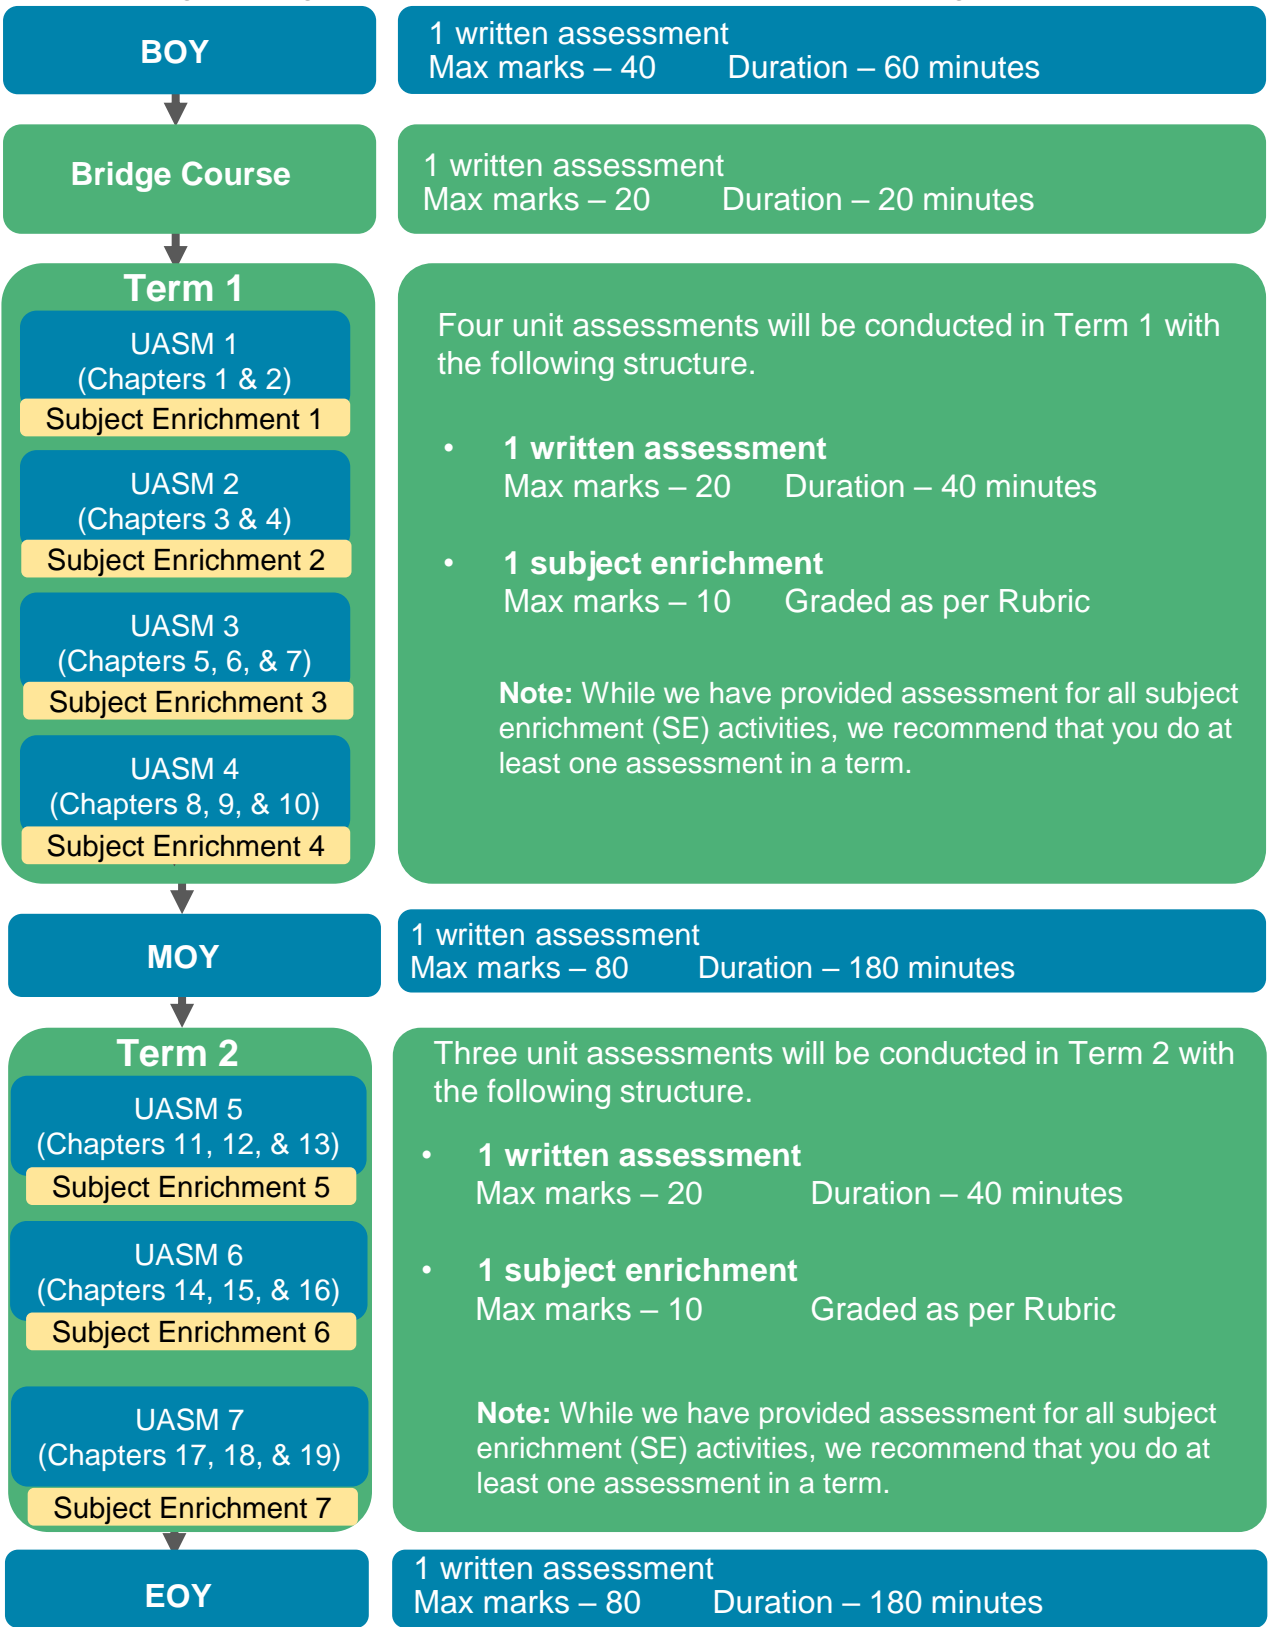 BOY
1 written assessment
Max marks – 40 Duration – 60 minutes
Bridge Course
1 written assessment
Max marks – 20 Duration – 20 minutes
Term 1
UASM 1
(Chapters 1 & 2)
Subject Enrichment 1
UASM 2
(Chapters 3 & 4)
Subject Enrichment 2
UASM 3
(Chapters 5, 6, & 7)
Subject Enrichment 3
UASM 4
(Chapters 8, 9, & 10)
Subject Enrichment 4
Four unit assessments will be conducted in Term 1 with
the following structure.
• 1 written assessment
Max marks – 20 Duration – 40 minutes
• 1 subject enrichment
Max marks – 10 Graded as per Rubric
Note: While we have provided assessment for all subject
enrichment (SE) activities, we recommend that you do at
least one assessment in a term.
MOY
1 written assessment
Max marks – 80 Duration – 180 minutes
Term 2
UASM 5
(Chapters 11, 12, & 13)
Subject Enrichment 5
UASM 6
(Chapters 14, 15, & 16)
Subject Enrichment 6
UASM 7
(Chapters 17, 18, & 19)
Subject Enrichment 7
Three unit assessments will be conducted in Term 2 with
the following structure.
• 1 written assessment
Max marks – 20 Duration – 40 minutes
• 1 subject enrichment
Max marks – 10 Graded as per Rubric
Note: While we have provided assessment for all subject
enrichment (SE) activities, we recommend that you do at
least one assessment in a term.
EOY
1 written assessment
Max marks – 80 Duration – 180 minutes